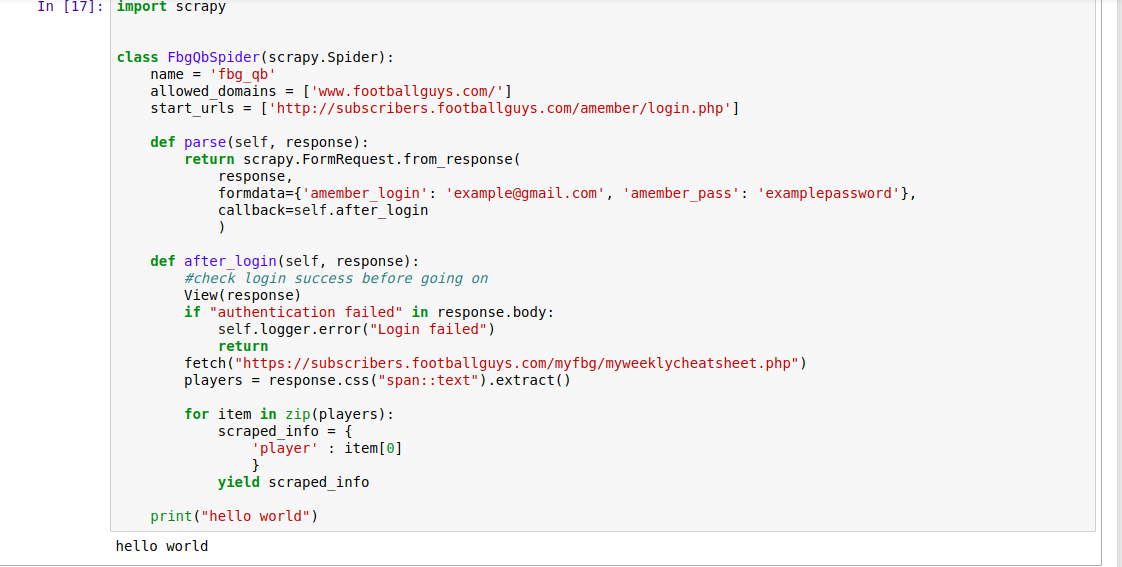 In [17]: import scrapy
class FbgQbSpider(scrapy.Spider):
    name = 'fbg_qb'
    allowed_domains = ['www.footballguys.com/']
    start_urls = ['http://subscribers.footballguys.com/amember/login.php']
    def parse(self, response):
        return scrapy.FormRequest.from_response(
            response,
            formdata={'amember_login': 'example@gmail.com', 'amember_pass': 'examplepassword'},
            callback=self.after_login
            )
    def after_login(self, response):
        #check login success before going on
        View(response)
        if "authentication failed" in response.body:
            self.logger.error("Login failed")
            return
        fetch("https://subscribers.footballguys.com/myfbg/myweeklycheatsheet.php")
        players = response.css("span::text").extract()
        for item in zip(players):
            scraped_info = {
                'player' : item[0]
                }
            yield scraped_info
    print("hello world")
hello world